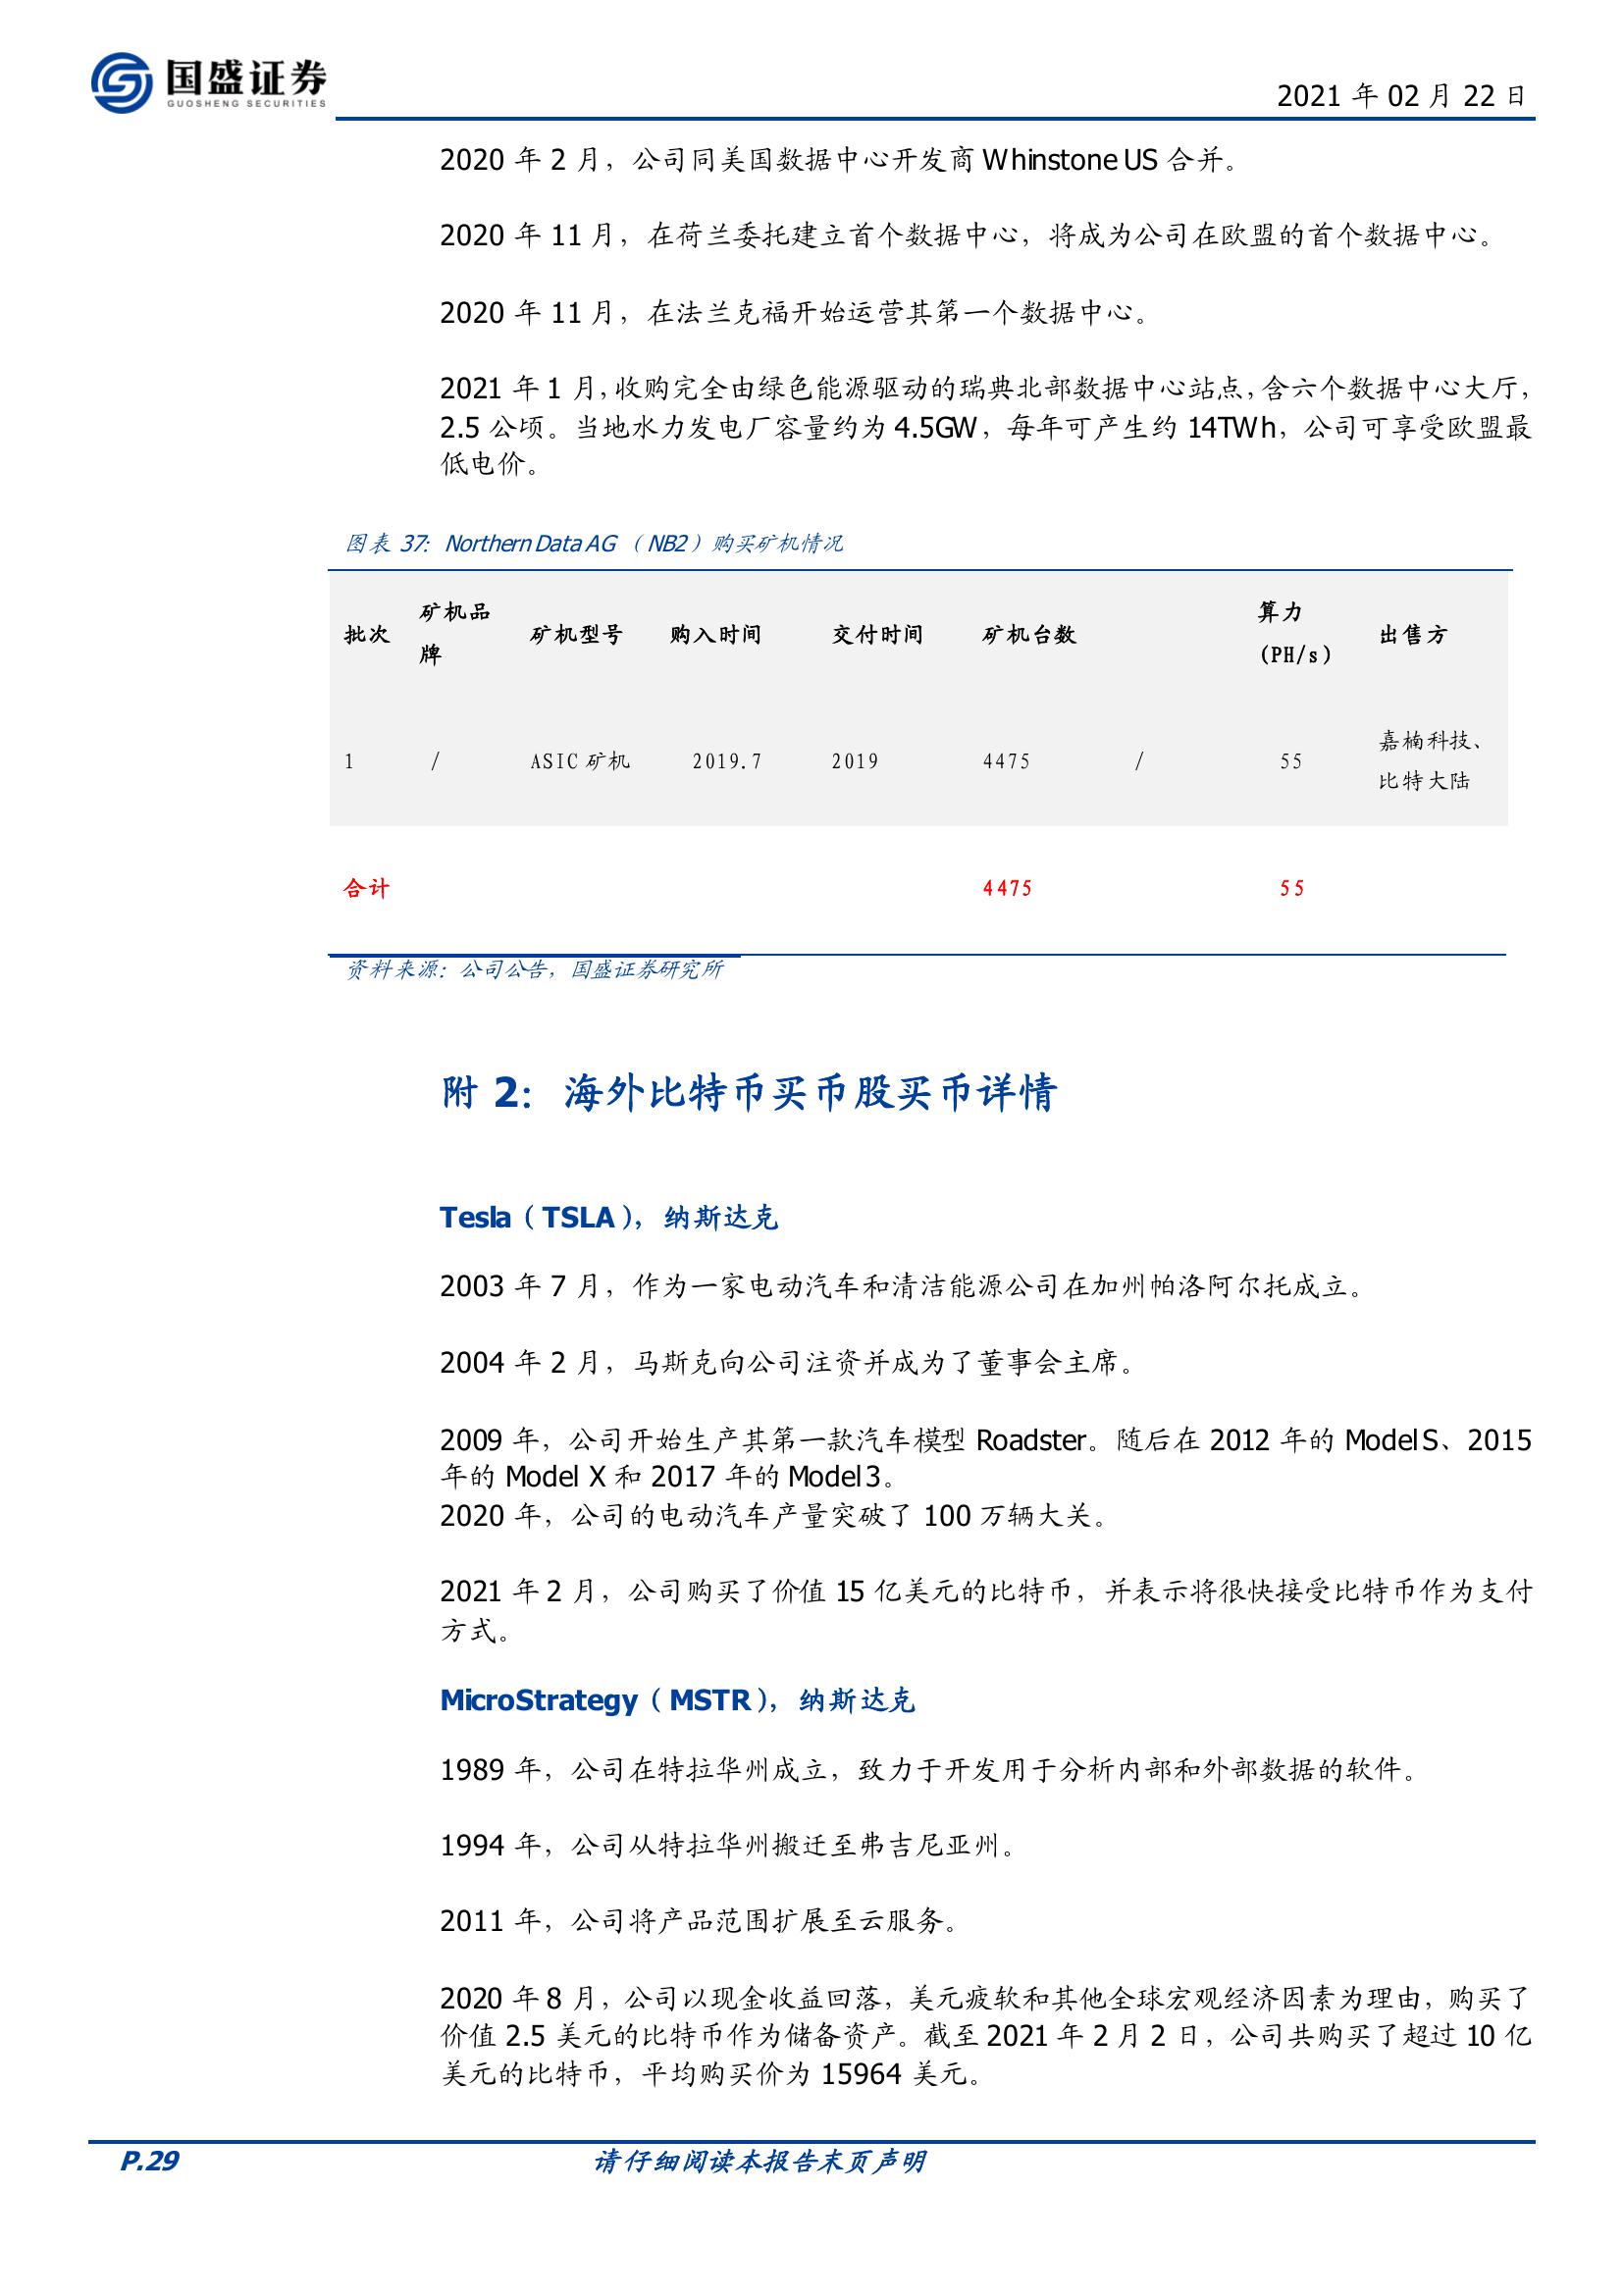 国盛证券
GUOSHENG SECURITIES
2021 年 02 月 22 日
2020 年 2 月，公司同美国数据中心开发商 Whinstone US 合并。
2020 年 11 月，在荷兰委托建立首个数据中心，将成为公司在欧盟的首个数据中心。
2020 年 11 月，在法兰克福开始运营其第一个数据中心。
2021 年 1 月，收购完全由绿色能源驱动的瑞典北部数据中心站点，含六个数据中心大厅，
2.5 公顷。当地水力发电厂容量约为 4.5GW，每年可产生约 14TWh，公司可享受欧盟最
低电价。
图表 37：Northern Data AG（NB2）购买矿机情况
批次 矿机品牌 矿机型号 购入时间 交付时间 矿机台数 算力(PH/s) 出售方
1 / ASIC 矿机 2019.7 2019 4475 / 55 嘉楠科技、比特大陆
合计 4475 55
资料来源：公司公告，国盛证券研究所
附 2：海外比特币买币股买币详情
Tesla（TSLA），纳斯达克
2003 年 7 月，作为一家电动汽车和清洁能源公司在加州帕洛阿尔托成立。
2004 年 2 月，马斯克向公司注资并成为了董事会主席。
2009 年，公司开始生产其第一款汽车模型 Roadster。随后在 2012 年的 Model S、2015
年的 Model X 和 2017 年的 Model 3。
2020 年，公司的电动汽车产量突破了 100 万辆大关。
2021 年 2 月，公司购买了价值 15 亿美元的比特币，并表示将很快接受比特币作为支付
方式。
MicroStrategy（MSTR），纳斯达克
1989 年，公司在特拉华州成立，致力于开发用于分析内部和外部数据的软件。
1994 年，公司从特拉华州搬迁至弗吉尼亚州。
2011 年，公司将产品范围扩展至云服务。
2020 年 8 月，公司以现金收益回落，美元疲软和其他全球宏观经济因素为理由，购买了
价值 2.5 美元的比特币作为储备资产。截至 2021 年 2 月 2 日，公司共购买了超过 10 亿
美元的比特币，平均购买价为 15964 美元。
P.29
请仔细阅读本报告末页声明